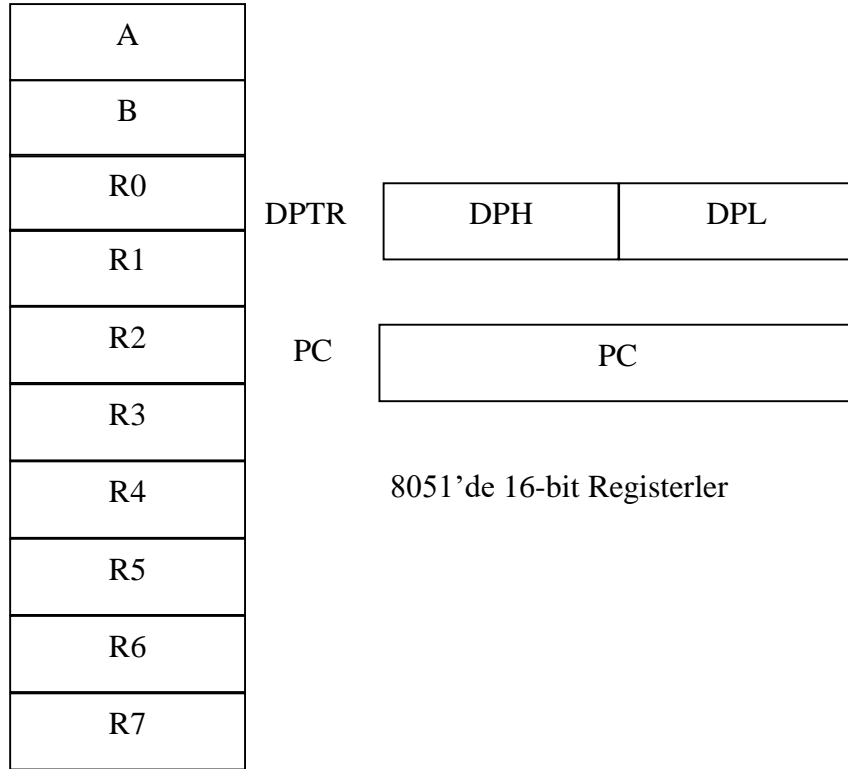 A
B
R0
R1
R2
R3
R4
R5
R6
R7
DPTR DPH DPL
PC PC
8051’de 16-bit Registerler